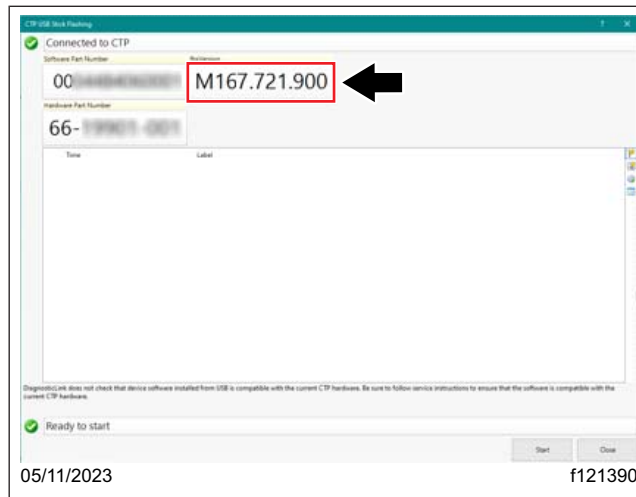 CTP USB Stick Flashing
Connected to CTP
Software Part Number
00
M167.721.900
Hardware Part Number
66-
Time Label
DiagnosticLink does not check that device software installed from USB is compatible with the current CTP hardware. Be sure to follow service instructions to ensure that the software is compatible with the
current CTP hardware.
Ready to start
Start Close
05/11/2023 f121390